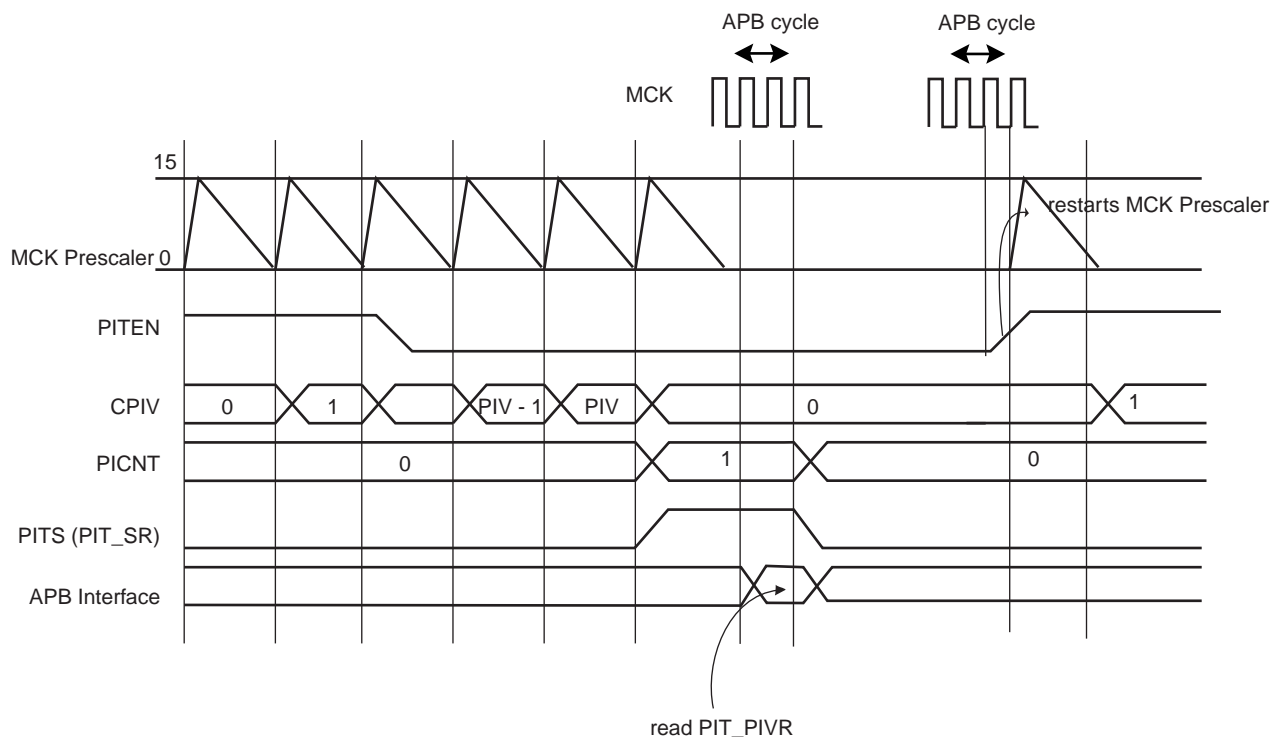 APB cycle
APB cycle
MCK
15
restarts MCK Prescaler
MCK Prescaler 0
PITEN
CPIV
0
1
PIV - 1
PIV
0
1
PICNT
0
1
0
PITS (PIT_SR)
APB Interface
read PIT_PIVR